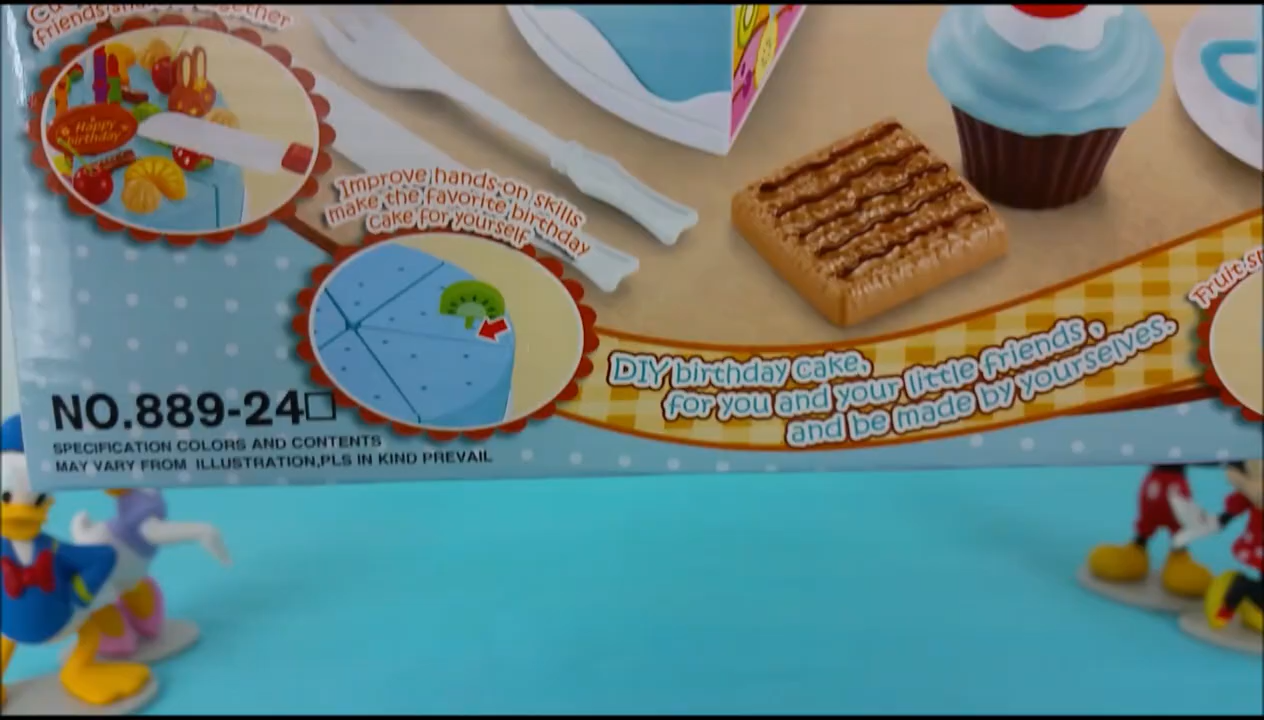 friends
together
Happy
birthday
Improve hands-on skills
make the favorite birthday
cake for yourself
DIY birthday cake,
for you and your little friends,
and be made by yourselves.
Fruit
NO.889-24□
SPECIFICATION COLORS AND CONTENTS
MAY VARY FROM ILLUSTRATION,PLS IN KIND PREVAIL